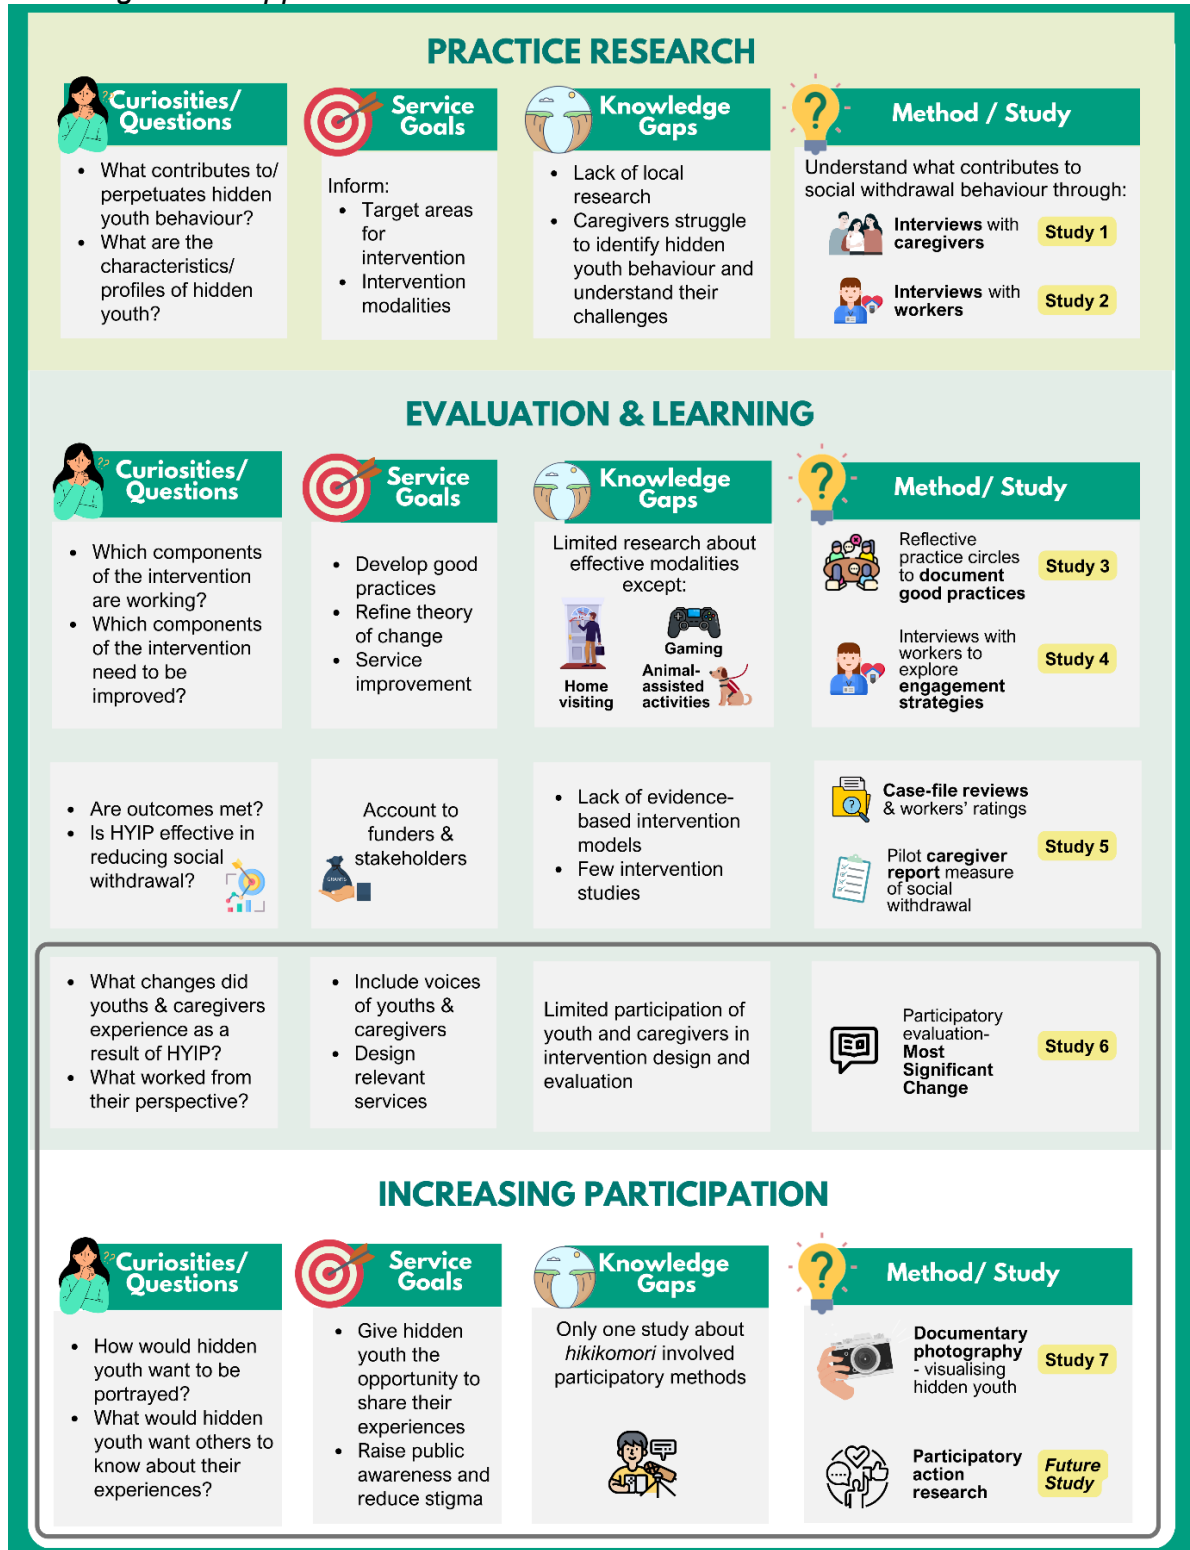 PRACTICE RESEARCH
Curiosities/
Questions
What contributes to/
perpetuates hidden
youth behaviour?
What are the
characteristics/
profiles of hidden
youth?
Service
Goals
Inform:
Target areas
for
intervention
Intervention
modalities
Knowledge
Gaps
Lack of local
research
Caregivers struggle
to identify hidden
youth behaviour and
understand their
challenges
Method / Study
Understand what contributes to
social withdrawal behaviour through:
Interviews with
caregivers
Study 1
Interviews with
workers
Study 2
EVALUATION & LEARNING
Curiosities/
Questions
Which components
of the intervention
are working?
Which components
of the intervention
need to be
improved?
Service
Goals
Develop good
practices
Refine theory
of change
Service
improvement
Knowledge
Gaps
Limited research about
effective modalities
except:
Home
visiting
Gaming
Animal-
assisted
activities
Method/ Study
Reflective
practice circles
to document
good practices
Study 3
Interviews with
workers to
explore
engagement
strategies
Study 4
Are outcomes met?
Is HYIP effective in
reducing social
withdrawal?
Account to
funders &
stakeholders
Lack of evidence-
based intervention
models
Few intervention
studies
Case-file reviews
& workers' ratings
Pilot caregiver
report measure
of social
withdrawal
Study 5
What changes did
youths & caregivers
experience as a
result of HYIP?
What worked from
their perspective?
Include voices
of youths &
caregivers
Design
relevant
services
Limited participation of
youth and caregivers in
intervention design and
evaluation
Participatory
evaluation-
Most
Significant
Change
Study 6
INCREASING PARTICIPATION
Curiosities/
Questions
How would hidden
youth want to be
portrayed?
What would hidden
youth want others to
know about their
experiences?
Service
Goals
Give hidden
youth the
opportunity to
share their
experiences
Raise public
awareness and
reduce stigma
Knowledge
Gaps
Only one study about
hikikomori involved
participatory methods
Method/ Study
Documentary
photography
- visualising
hidden youth
Study 7
Participatory
action
research
Future
Study